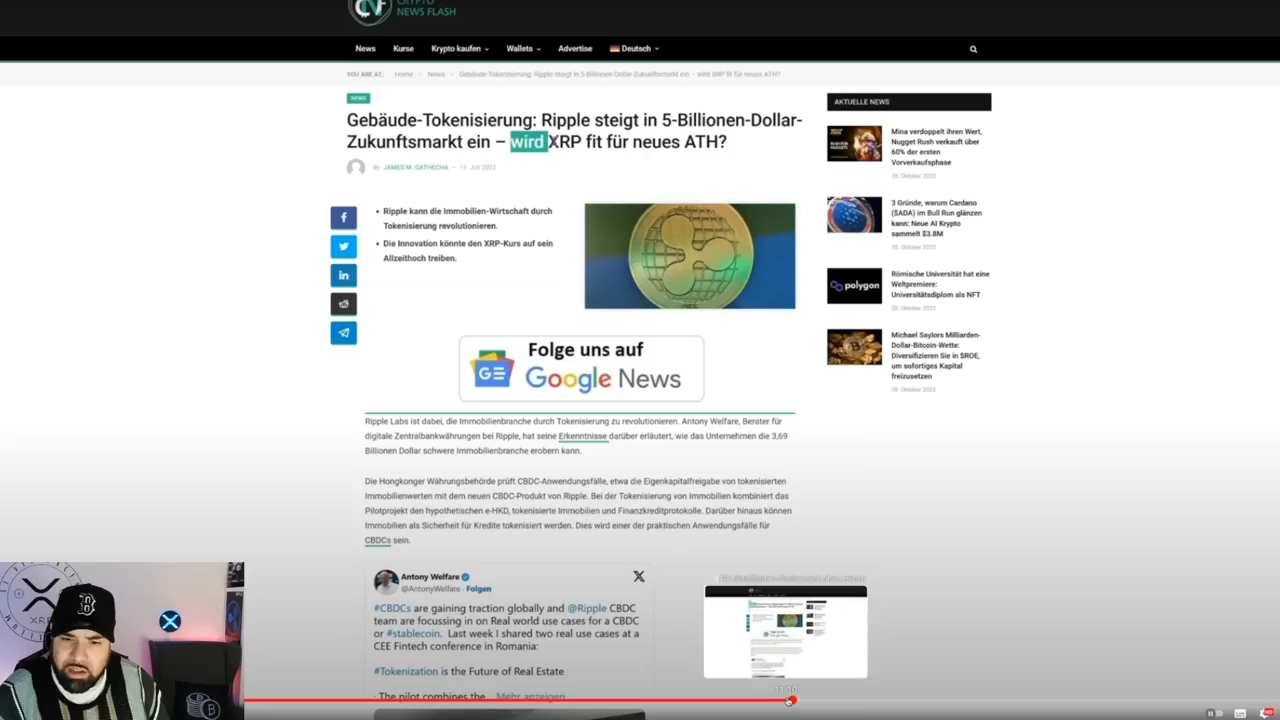 CRYPTO
NEWS FLASH
News Kurse Krypto kaufen Wallets Advertise Deutsch
YOU ARE AT: Home News Gebäude-Tokenisierung: Ripple steigt in 5-Billionen-Dollar-Zukunftsmarkt ein – wird XRP fit für neues ATH?
NEWS
Gebäude-Tokenisierung: Ripple steigt in 5-Billionen-Dollar-
Zukunftsmarkt ein – wird XRP fit für neues ATH?
By JAMES M. GATHECHA – 11. Juli 2023
• Ripple kann die Immobilien-Wirtschaft durch
Tokenisierung revolutionieren.
• Die Innovation könnte den XRP-Kurs auf sein
Allzeithoch treiben.
Folge uns auf
Google News
Ripple Labs ist dabei, die Immobilienbranche durch Tokenisierung zu revolutionieren. Antony Welfare, Berater für
digitale Zentralbankwährungen bei Ripple, hat seine Erkenntnisse darüber erläutert, wie das Unternehmen die 3,69
Billionen Dollar schwere Immobilienbranche erobern kann.
Die Hongkonger Währungsbehörde prüft CBDC-Anwendungsfälle, etwa die Eigenkapitalfreigabe von tokenisierten
Immobilienwerten mit dem neuen CBDC-Produkt von Ripple. Bei der Tokenisierung von Immobilien kombiniert das
Pilotprojekt den hypothetischen e-HKD, tokenisierte Immobilien und Finanzkreditprotokolle. Darüber hinaus können
Immobilien als Sicherheit für Kredite tokenisiert werden. Dies wird einer der praktischen Anwendungsfälle für
CBDCs sein.
Antony Welfare
@AntonyWelfare · Folgen
#CBDCs are gaining traction globally and @Ripple CBDC
team are focussing in on Real world use cases for a CBDC
or #stablecoin. Last week I shared two real use cases at a
CEE Fintech conference in Romania:
#Tokenization is the Future of Real Estate
· The pilot combines the... Mehr anzeigen
AKTUELLE NEWS
Mina verdoppelt ihren Wert,
Nugget Rush verkauft über
60% der ersten
Vorverkaufsphase
28. Oktober 2023
3 Gründe, warum Cardano
($ADA) im Bull Run glänzen
kann: Neue AI Krypto
sammelt $3.8M
28. Oktober 2023
polygon
Römische Universität hat eine
Weltpremiere:
Universitätsdiplom als NFT
28. Oktober 2023
Michael Saylors Milliarden-
Dollar-Bitcoin-Wette:
Diversifizieren Sie in $ROE,
um sofortiges Kapital
freizusetzen
28. Oktober 2023
11:16